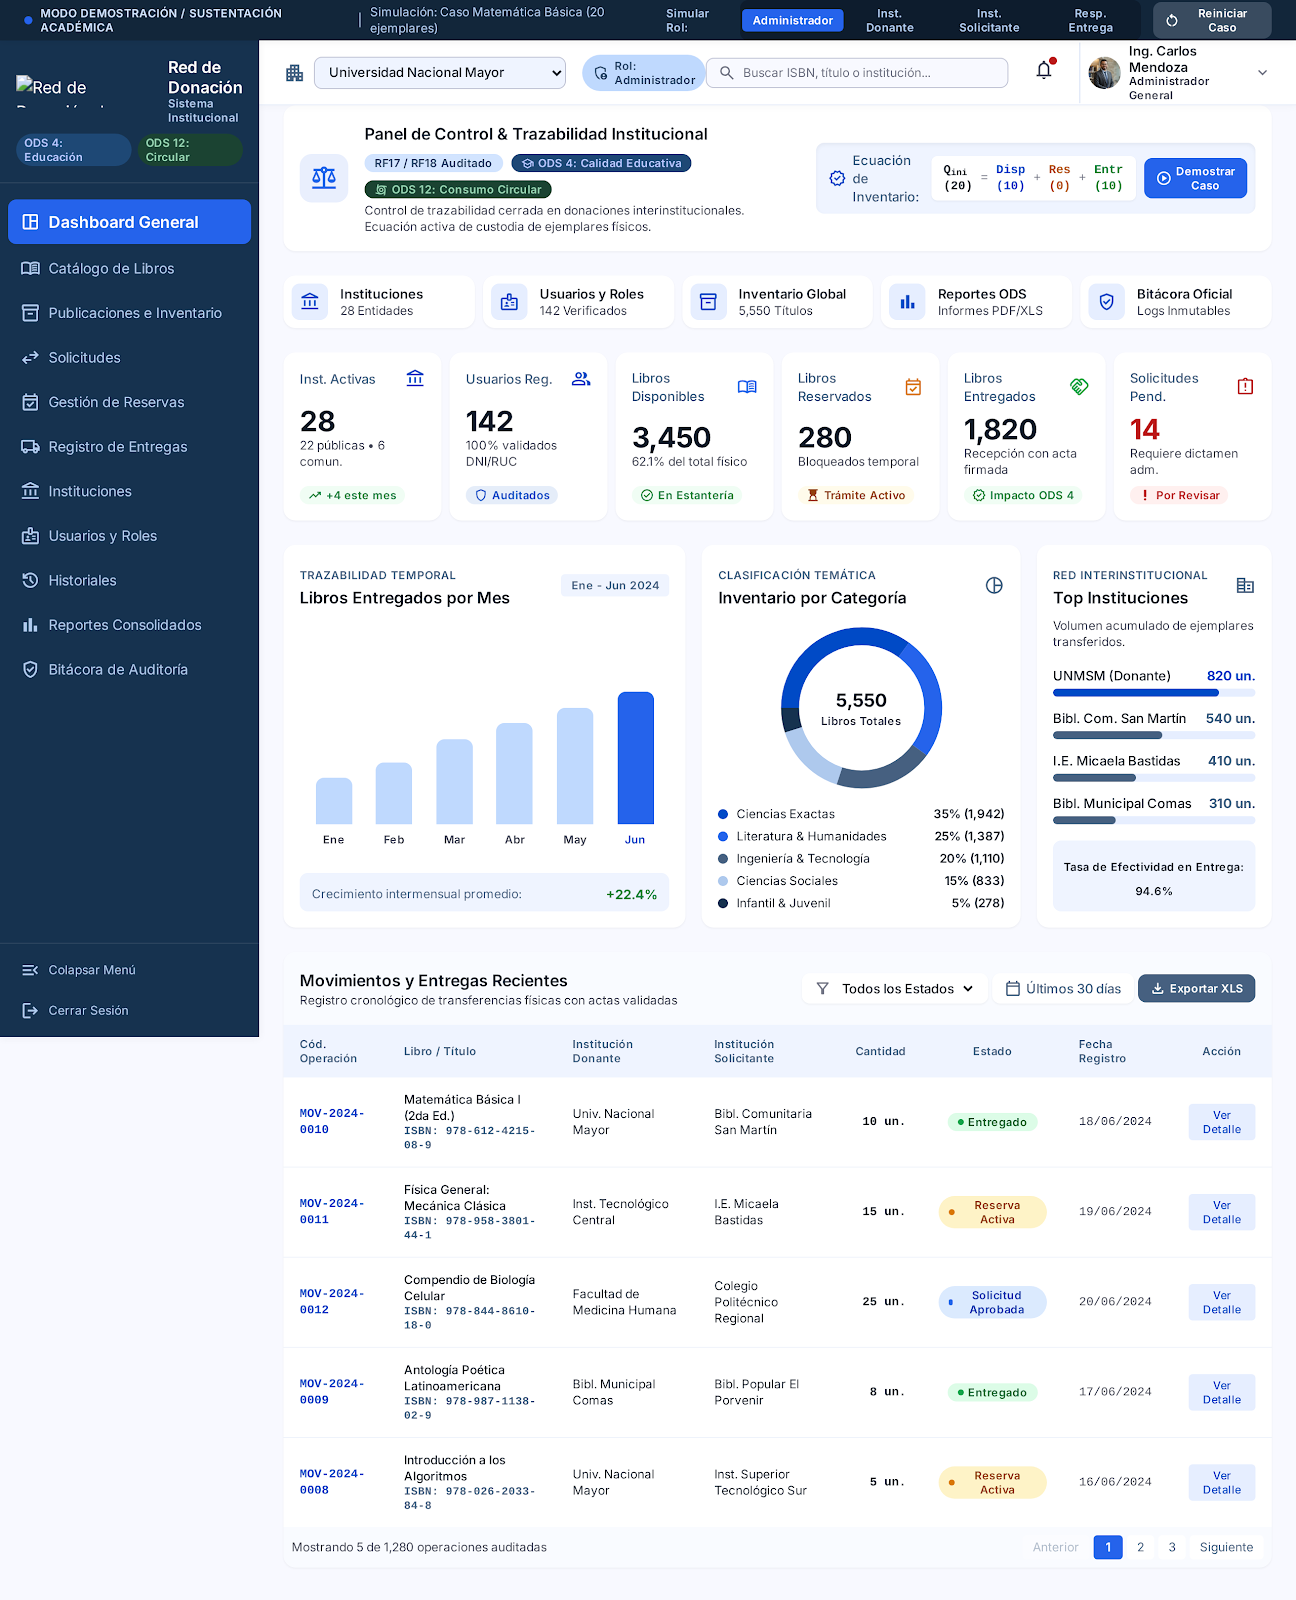 MODO DEMOSTRACIÓN / SUSTENTACIÓN
ACADÉMICA
| Simulación: Caso Matemática Básica (20
ejemplares)
Simular
Rol:
Administrador
Inst.
Donante
Inst.
Solicitante
Resp.
Entrega
Reiniciar
Caso
Red de
Red de
Donación
Sistema
Institucional
ODS 4:
Educación
ODS 12:
Circular
Dashboard General
Catálogo de Libros
Publicaciones e Inventario
Solicitudes
Gestión de Reservas
Registro de Entregas
Instituciones
Usuarios y Roles
Historiales
Reportes Consolidados
Bitácora de Auditoría
Colapsar Menú
Cerrar Sesión
Universidad Nacional Mayor
Rol:
Administrador
Buscar ISBN, título o institución...
Ing. Carlos
Mendoza
Administrador
General
Panel de Control & Trazabilidad Institucional
RF17 / RF18 Auditado
ODS 4: Calidad Educativa
ODS 12: Consumo Circular
Control de trazabilidad cerrada en donaciones interinstitucionales.
Ecuación activa de custodia de ejemplares físicos.
Ecuación
de
Inventario:
Qini = Disp + Res + Entr
(20) (10) (0) (10)
Demostrar
Caso
Instituciones
28 Entidades
Usuarios y Roles
142 Verificados
Inventario Global
5,550 Títulos
Reportes ODS
Informes PDF/XLS
Bitácora Oficial
Logs Inmutables
Inst. Activas
28
22 públicas • 6
comun.
+4 este mes
Usuarios Reg.
142
100% validados
DNI/RUC
Auditados
Libros
Disponibles
3,450
62.1% del total físico
En Estantería
Libros
Reservados
280
Bloqueados temporal
Trámite Activo
Libros
Entregados
1,820
Recepción con acta
firmada
Impacto ODS 4
Solicitudes
Pend.
14
Requiere dictamen
adm.
Por Revisar
TRAZABILIDAD TEMPORAL
Libros Entregados por Mes
Ene - Jun 2024
Ene Feb Mar Abr May Jun
Crecimiento intermensual promedio: +22.4%
CLASIFICACIÓN TEMÁTICA
Inventario por Categoría
5,550
Libros Totales
Ciencias Exactas 35% (1,942)
Literatura & Humanidades 25% (1,387)
Ingeniería & Tecnología 20% (1,110)
Ciencias Sociales 15% (833)
Infantil & Juvenil 5% (278)
RED INTERINSTITUCIONAL
Top Instituciones
Volumen acumulado de ejemplares
transferidos.
UNMSM (Donante) 820 un.
Bibl. Com. San Martín 540 un.
I.E. Micaela Bastidas 410 un.
Bibl. Municipal Comas 310 un.
Tasa de Efectividad en Entrega:
94.6%
Movimientos y Entregas Recientes
Registro cronológico de transferencias físicas con actas validadas
Todos los Estados
Últimos 30 días
Exportar XLS
Cód.
Operación
Libro / Título
Institución
Donante
Institución
Solicitante
Cantidad
Estado
Fecha
Registro
Acción
MOV-2024-
0010
Matemática Básica I
(2da Ed.)
ISBN: 978-612-4215-
08-9
Univ. Nacional
Mayor
Bibl. Comunitaria
San Martín
10 un.
Entregado
18/06/2024
Ver
Detalle
MOV-2024-
0011
Física General:
Mecánica Clásica
ISBN: 978-958-3801-
44-1
Inst. Tecnológico
Central
I.E. Micaela
Bastidas
15 un.
Reserva
Activa
19/06/2024
Ver
Detalle
MOV-2024-
0012
Compendio de Biología
Celular
ISBN: 978-844-8610-
18-0
Facultad de
Medicina Humana
Colegio
Politécnico
Regional
25 un.
Solicitud
Aprobada
20/06/2024
Ver
Detalle
MOV-2024-
0009
Antología Poética
Latinoamericana
ISBN: 978-987-1138-
02-9
Bibl. Municipal
Comas
Bibl. Popular El
Porvenir
8 un.
Entregado
17/06/2024
Ver
Detalle
MOV-2024-
0008
Introducción a los
Algoritmos
ISBN: 978-026-2033-
84-8
Univ. Nacional
Mayor
Inst. Superior
Tecnológico Sur
5 un.
Reserva
Activa
16/06/2024
Ver
Detalle
Mostrando 5 de 1,280 operaciones auditadas
Anterior 1 2 3 Siguiente